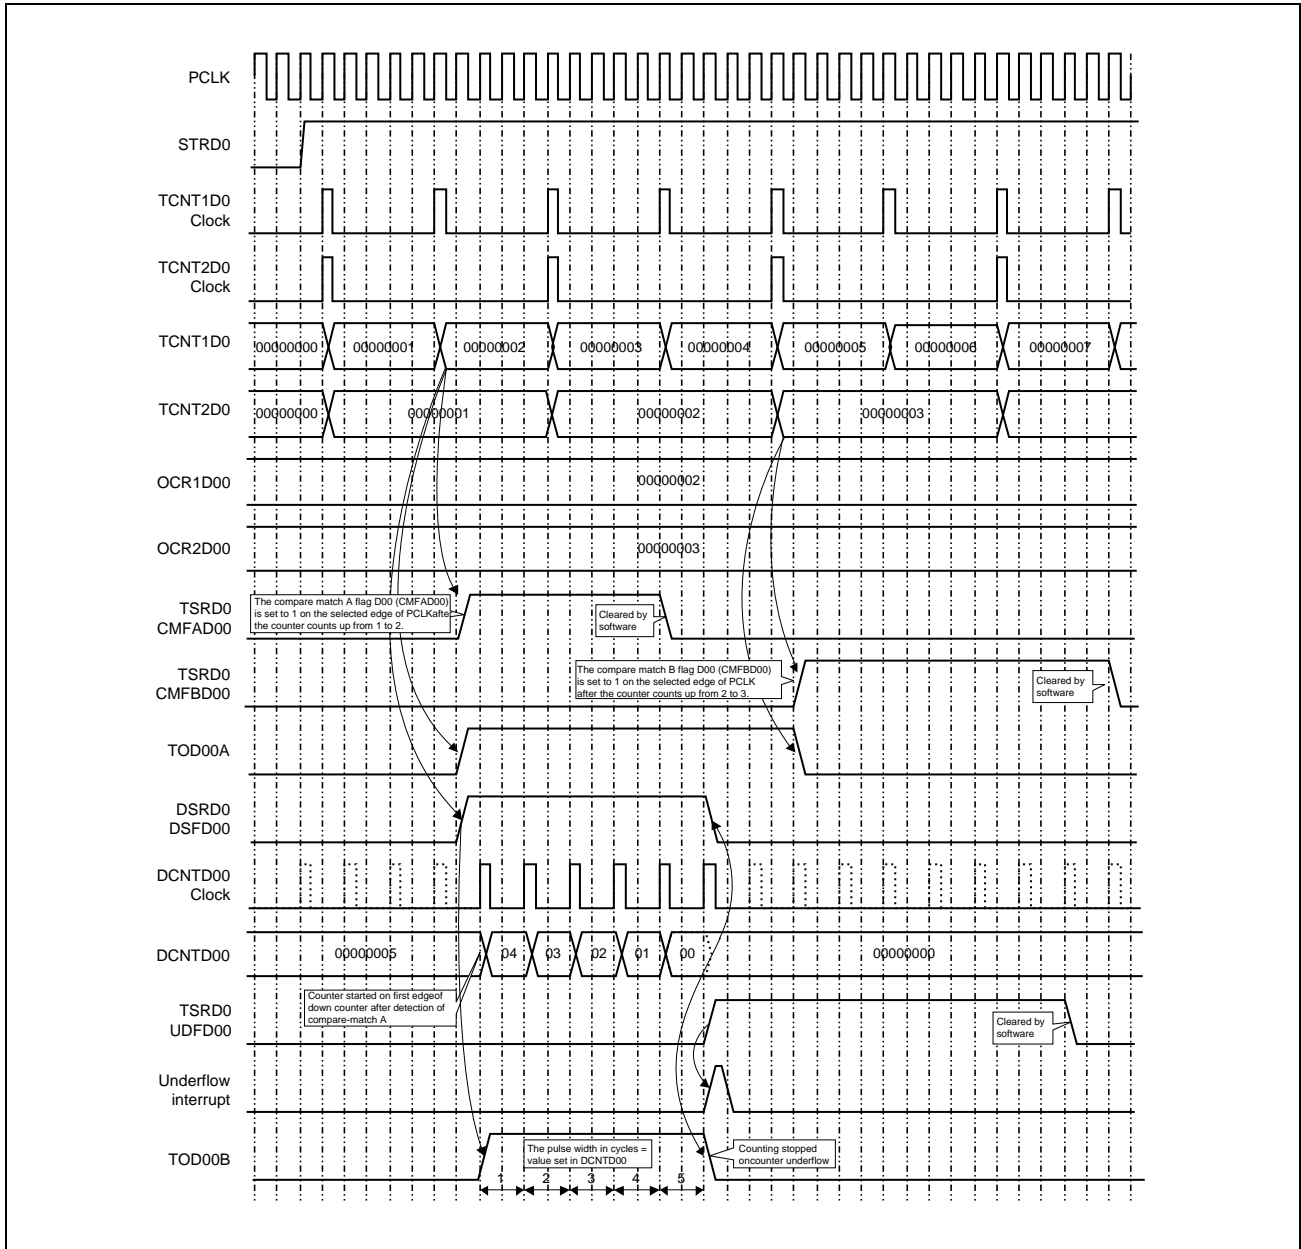 PCLK
STRD0
TCNT1D0
Clock
TCNT2D0
Clock
TCNT1D0
00000000 00000001 00000002 00000003 00000004 00000005 00000006 00000007
TCNT2D0
00000000 00000001 00000002 00000003
OCR1D00
00000002
OCR2D00
00000003
TSRD0
CMFAD00
The compare match A flag D00 (CMFAD00)
is set to 1 on the selected edge of PCLKafte
the counter counts up from 1 to 2.
Cleared by
software
TSRD0
CMFBD00
The compare match B flag D00 (CMFBD00)
is set to 1 on the selected edge of PCLK
after the counter counts up from 2 to 3.
Cleared by
software
TOD00A
DSRD0
DSFD00
DCNTD00
Clock
DCNTD00
00000005 04 03 02 01 00 00000000
Counter started on first edgeof
down counter after detection of
compare-match A
TSRD0
UDFD00
Cleared by
software
Underflow
interrupt
TOD00B
The pulse width in cycles =
value set in DCNTD00
Counting stopped
oncounter underflow
1 2 3 4 5